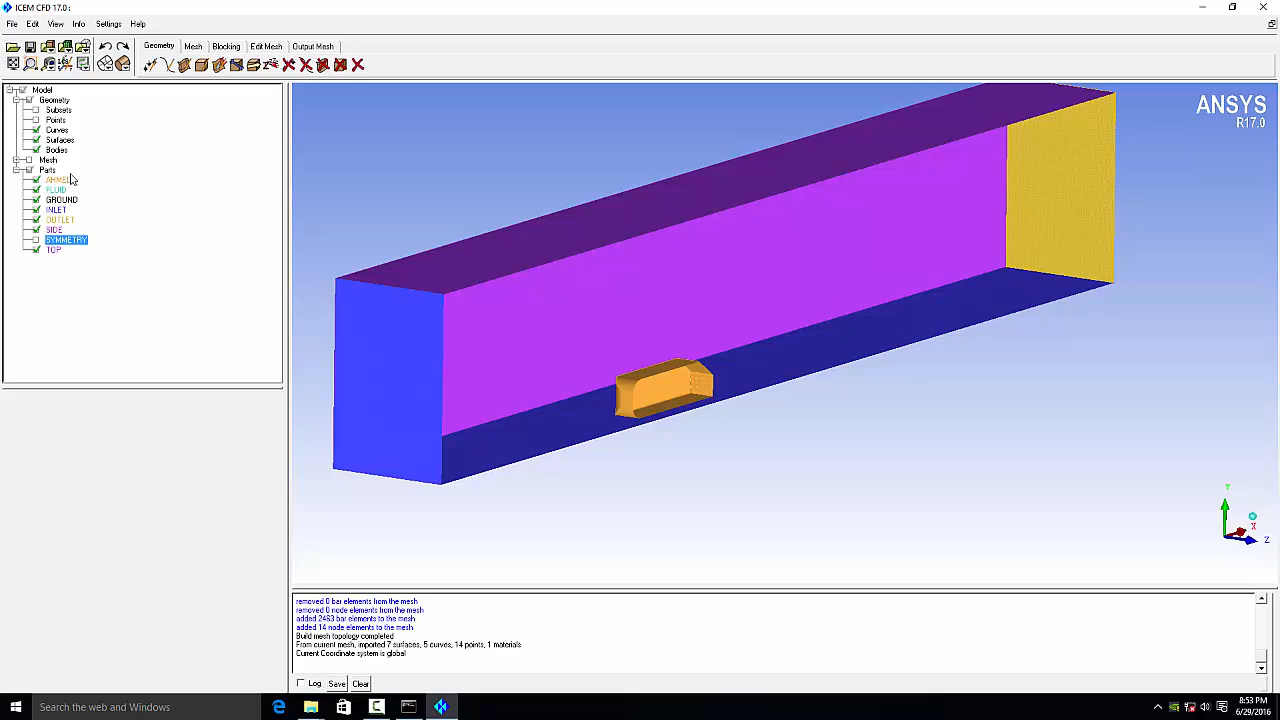 ICEM CFD 17.0 :
File Edit View Info Settings Help
Geometry Mesh Blocking Edit Mesh Output Mesh
Model
Geometry
Subsets
Points
Curves
Surfaces
Bodies
Mesh
Parts
AHMED
FLUID
GROUND
INLET
OUTLET
SIDE
SYMMETRY
TOP
ANSYS
R17.0
Y
X
Z
removed 0 bar elements from the mesh
removed 0 node elements from the mesh
added 2463 bar elements to the mesh
added 14 node elements to the mesh
Build mesh topology completed
From current mesh, imported 7 surfaces, 5 curves, 14 points, 1 materials
Current Coordinate system is global
Log Save Clear
Search the web and Windows
8:53 PM
6/29/2016